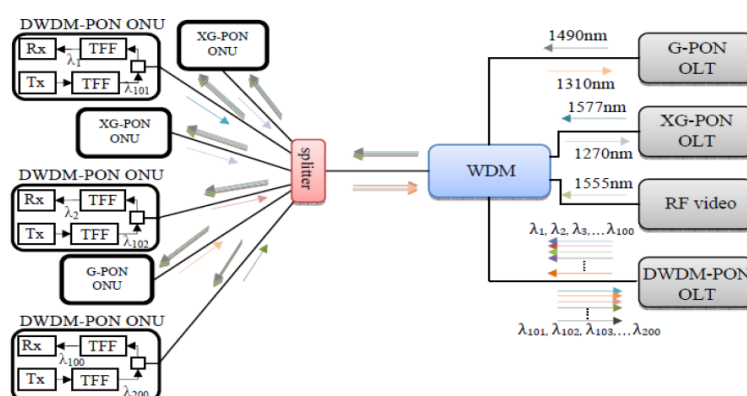 DWDM-PON ONU
Rx
TFF
λ1
Tx
TFF
λ101
XG-PON
ONU
XG-PON
ONU
DWDM-PON ONU
Rx
TFF
λ2
Tx
TFF
λ102
G-PON
ONU
DWDM-PON ONU
Rx
TFF
λ100
Tx
TFF
λ200
splitter
WDM
1490nm
1310nm
G-PON
OLT
1577nm
1270nm
XG-PON
OLT
1555nm
RF video
λ1, λ2, λ3,… λ100
DWDM-PON
OLT
λ101, λ102, λ103,…λ200